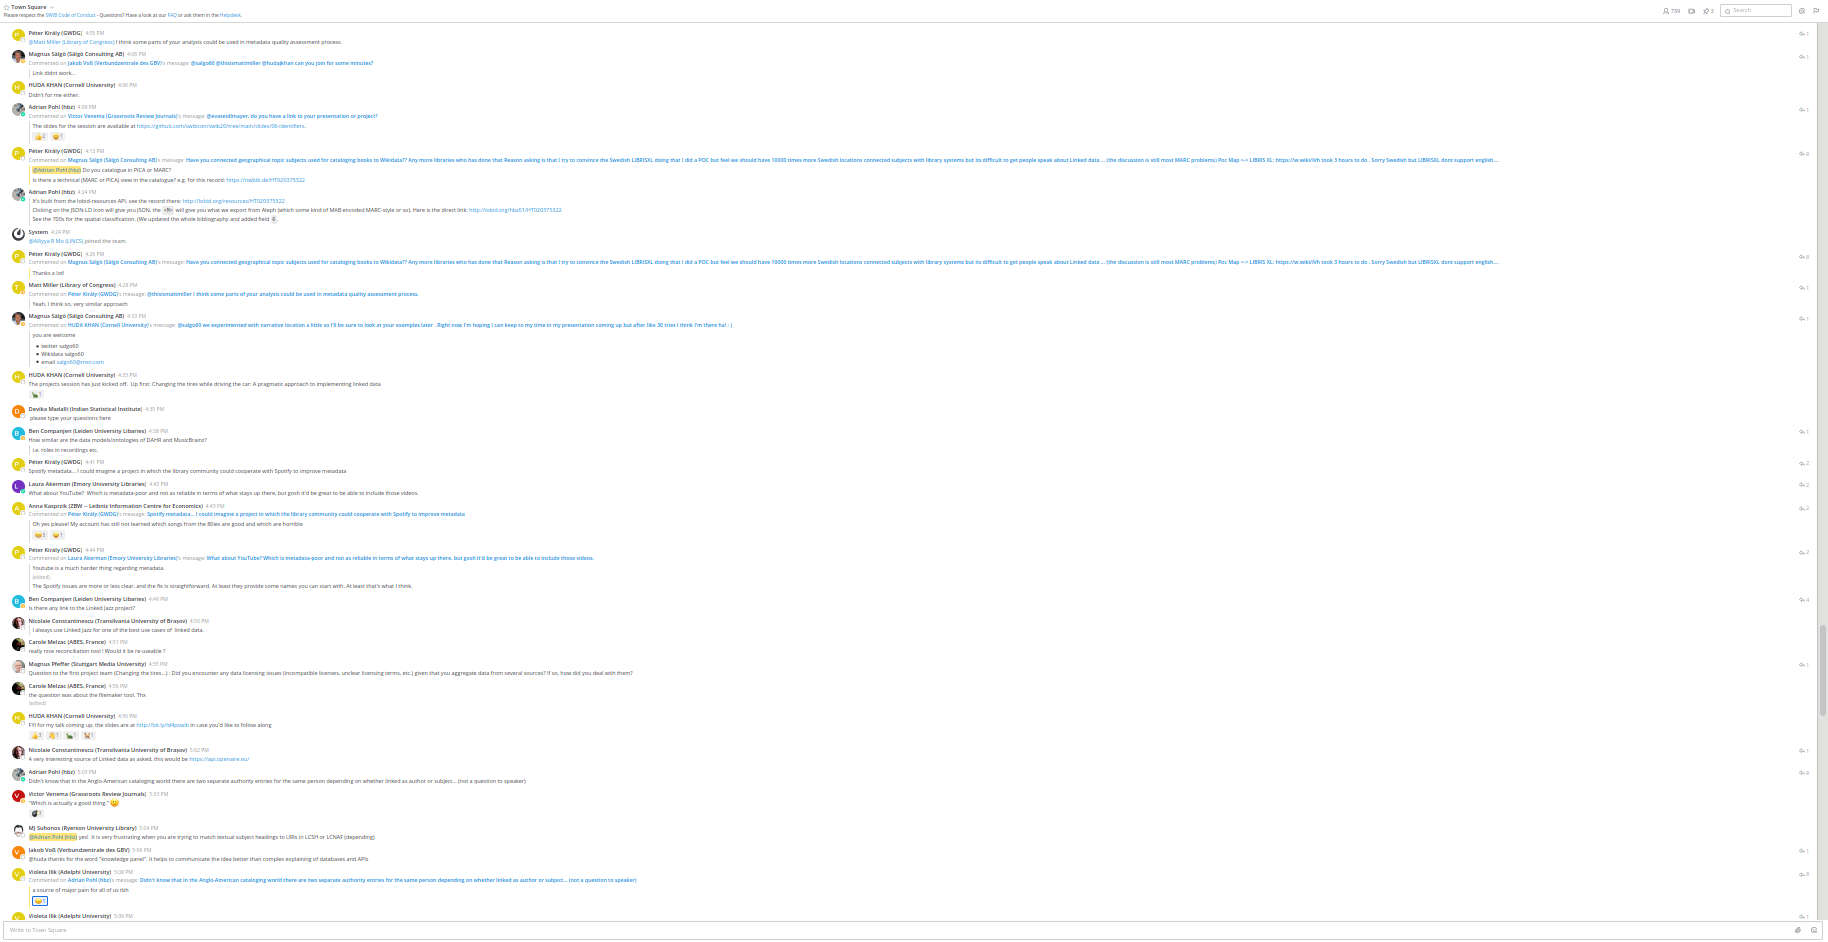 Town Square
Please respect the SWIB Code of Conduct - Questions? Have a look at our FAQ or ask them in the Helpdesk.
739
3
Search
Péter Király (GWDG) 4:05 PM
@Matt Miller (Library of Congress) I think some parts of your analysis could be used in metadata quality assessment process.
1
Magnus Sälgö (Sälgö Consulting AB) 4:06 PM
Commented on Jakob Voß (Verbundzentrale des GBV)'s message: @salgo60 @thisismattmiller @hudajkhan can you join for some minutes?
1
Link didnt work...
HUDA KHAN (Cornell University) 4:06 PM
Didn't for me either.
Adrian Pohl (hbz) 4:09 PM
Commented on Victor Venema (Grassroots Review Journals)'s message: @evaseidlmayer, do you have a link to your presentation or project?
1
The slides for the session are available at https://github.com/swibcon/swib20/tree/main/slides/06-identifiers.
2 1
Péter Király (GWDG) 4:13 PM
Commented on Magnus Sälgö (Sälgö Consulting AB)'s message: Have you connected geographical topic subjects used for cataloging books to Wikidata?? Any more libraries who has done that Reason asking is that I try to convince the Swedish LIBRISXL doing that I did a POC but feel we should have 10000 times more Swedish locations connected subjects with library systems but its difficult to get people speak about Linked data ... (the discussion is still most MARC problems) Poc Map <-> LIBRIS XL: https://w.wiki/Vrh took 3 hours to do . Sorry Swedish but LIBRISXL dont support english....
@Adrian Pohl (hbz) Do you catalogue in PICA or MARC?
Is there a technical (MARC or PICA) view in the catalogue? e.g. for this record: https://nwbib.de/HT020375322
Adrian Pohl (hbz) 4:24 PM
It's built from the lobid-resources API, see the record there: http://lobid.org/resources/HT020375322
Clicking on the JSON-LD icon will give you JSON, the <M> will give you what we export from Aleph (which some kind of MAB encoded MARC-style or so). Here is the direct link: http://lobid.org/hbz01/HT020375322
See the 700s for the spatial classification. (We updated the whole bibliography and added field 0.
System 4:24 PM
joined the team.
Péter Király (GWDG) 4:26 PM
Commented on Magnus Sälgö (Sälgö Consulting AB)'s message: Have you connected geographical topic subjects used for cataloging books to Wikidata?? Any more libraries who has done that Reason asking is that I try to convince the Swedish LIBRISXL doing that I did a POC but feel we should have 10000 times more Swedish locations connected subjects with library systems but its difficult to get people speak about Linked data ... (the discussion is still most MARC problems) Poc Map <-> LIBRIS XL: https://w.wiki/Vrh took 3 hours to do . Sorry Swedish but LIBRISXL dont support english....
Thanks a lot!
Matt Miller (Library of Congress) 4:28 PM
Commented on Péter Király (GWDG)'s message: @thisismattmiller I think some parts of your analysis could be used in metadata quality assessment process.
1
Yeah, I think so, very similar approach
Magnus Sälgö (Sälgö Consulting AB) 4:33 PM
Commented on HUDA KHAN (Cornell University)'s message: @salgo60 we experimented with narrative location a little so I'll be sure to look at your examples later . Right now I'm hoping I can keep to my time in my presentation coming up but after like 30 tries I think I'm there ha! : )
1
you are welcome
• twitter salgo60
• Wikidata salgo60
• email salgo60@msn.com
HUDA KHAN (Cornell University) 4:33 PM
The projects session has just kicked off. Up first: Changing the tires while driving the car: A pragmatic approach to implementing linked data
1
Devika Madalli (Indian Statistical Institute) 4:35 PM
please type your questions here
Ben Companjen (Leiden University Libaries) 4:38 PM
1
How similar are the data models/ontologies of DAHR and MusicBrainz?
i.e. roles in recordings etc.
Péter Király (GWDG) 4:41 PM
2
Spotify metadata... I could imagine a project in which the library community could cooperate with Spotify to improve metadata
Laura Akerman (Emory University Libraries) 4:43 PM
2
What about YouTube? Which is metadata-poor and not as reliable in terms of what stays up there, but gosh it'd be great to be able to include those videos.
Anna Kasprzik (ZBW -- Leibniz Information Centre for Economics) 4:43 PM
2
Commented on Péter Király (GWDG)'s message: Spotify metadata... I could imagine a project in which the library community could cooperate with Spotify to improve metadata
Oh yes please! My account has still not learned which songs from the 80ies are good and which are horrible
3 1
Péter Király (GWDG) 4:44 PM
2
Commented on Laura Akerman (Emory University Libraries)'s message: What about YouTube? Which is metadata-poor and not as reliable in terms of what stays up there, but gosh it'd be great to be able to include those videos.
Youtube is a much harder thing regarding metadata.
(edited)
The Spotify issues are more or less clear, and the fix is straightforward. At least they provide some names you can start with. At least that's what I think.
Ben Companjen (Leiden University Libaries) 4:49 PM
4
Is there any link to the Linked Jazz project?
Nicolaie Constantinescu (Transilvania University of Brașov) 4:50 PM
I always use Linked Jazz for one of the best use cases of linked data.
Carole Melzac (ABES, France) 4:51 PM
really nice reconciliation tool ! Would it be re-useable ?
Magnus Pfeffer (Stuttgart Media University) 4:55 PM
1
Question to the first project team (Changing the tires...) : Did you encounter any data licensing issues (incompatible licenses, unclear licensing terms, etc.) given that you aggregate data from several sources? If so, how did you deal with them?
Carole Melzac (ABES, France) 4:56 PM
the question was about the filemaker tool. Thx
(edited)
HUDA KHAN (Cornell University) 4:56 PM
FYI for my talk coming up, the slides are at http://bit.ly/ld4pswib in case you'd like to follow along
3 1 1 1
Nicolaie Constantinescu (Transilvania University of Brașov) 5:02 PM
1
A very interesting source of Linked data as asked, this would be https://api.openaire.eu/
Adrian Pohl (hbz) 5:03 PM
8
Didn't know that in the Anglo-American cataloging world there are two separate authority entries for the same person depending on whether linked as author or subject... (not a question to speaker)
Victor Venema (Grassroots Review Journals) 5:03 PM
"Which is actually a good thing."
MJ Suhonos (Ryerson University Library) 5:04 PM
@Adrian Pohl (hbz) yes! It is very frustrating when you are trying to match textual subject headings to URIs in LCSH or LCNAF (depending)
Jakob Voß (Verbundzentrale des GBV) 5:06 PM
1
@huda thanks for the word "knowledge panel". It helps to communicate the idea better than complex explaining of databases and APIs
Violeta Ilik (Adelphi University) 5:08 PM
8
Commented on Adrian Pohl (hbz)'s message: Didn't know that in the Anglo-American cataloging world there are two separate authority entries for the same person depending on whether linked as author or subject... (not a question to speaker)
a source of major pain for all of us tbh
1
Violeta Ilik (Adelphi University) 5:09 PM
1
Write to Town Square